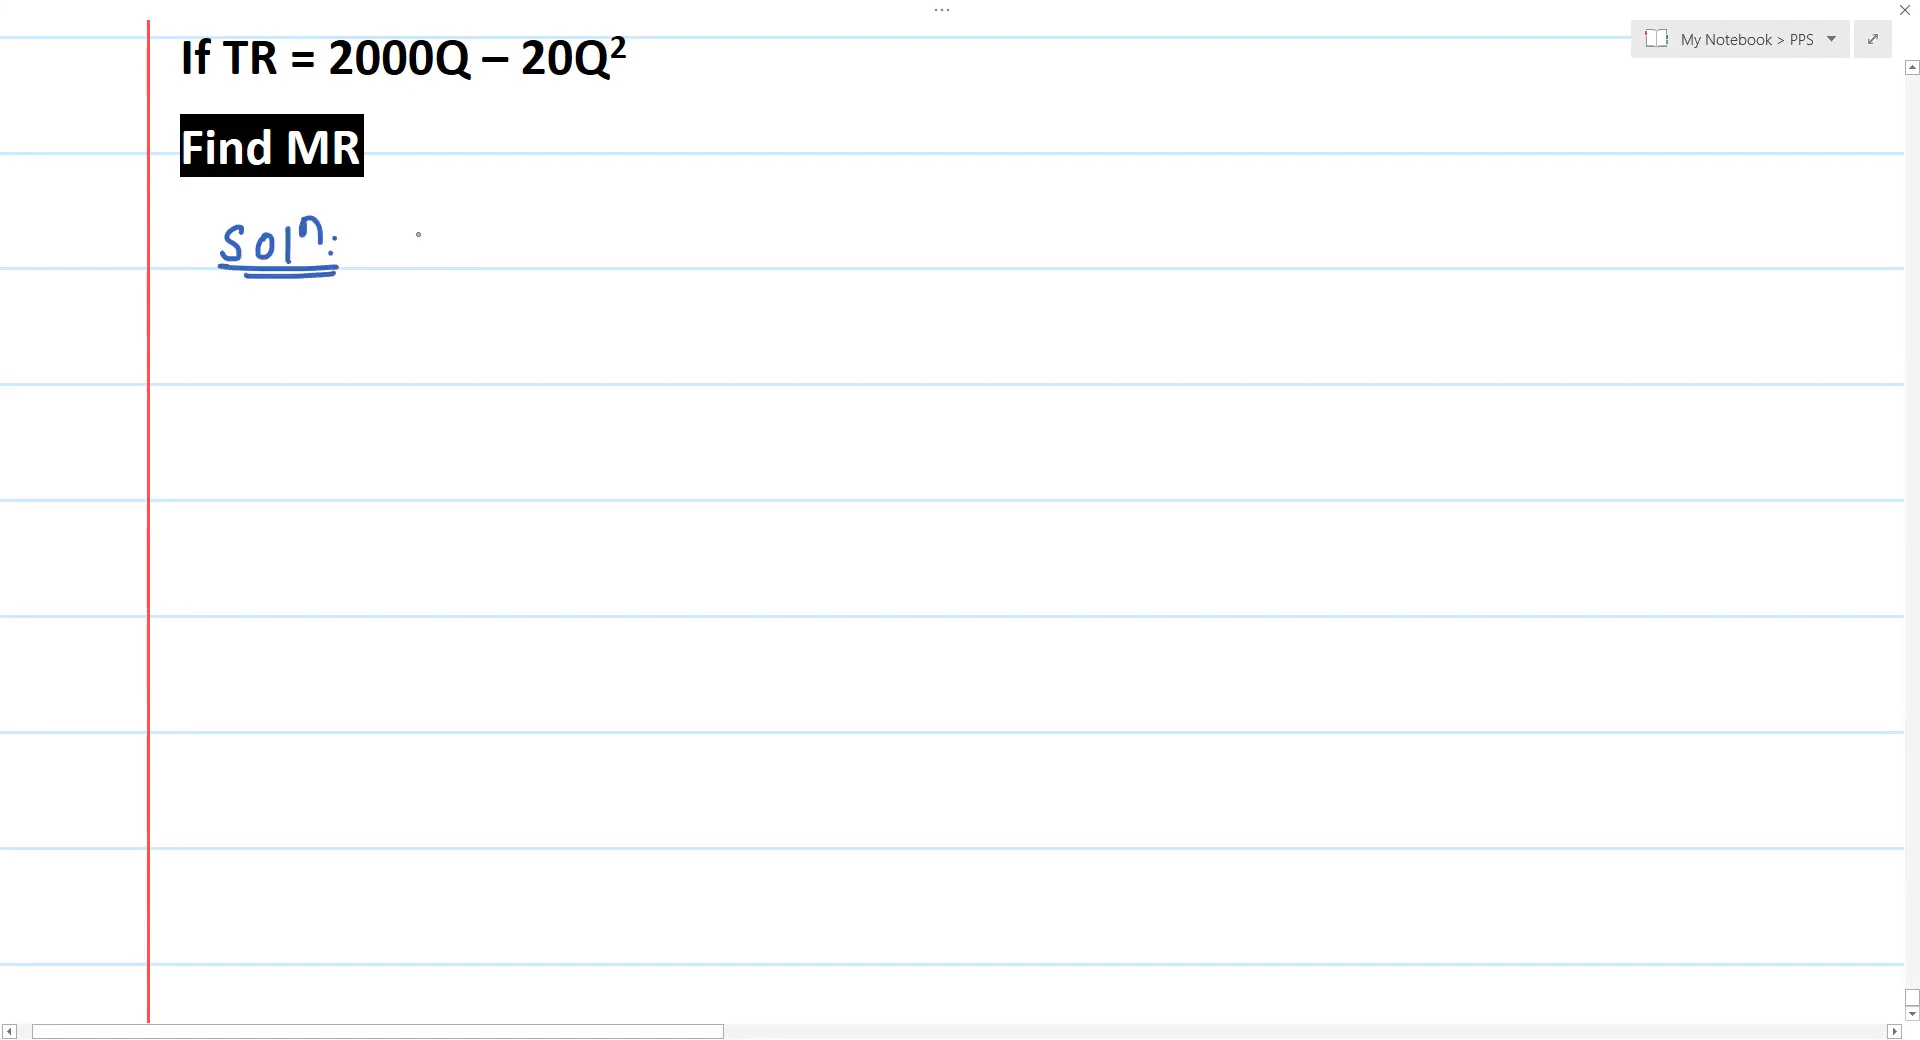 If TR = 2000Q – 20Q²
My Notebook > PPS
Find MR
Solⁿ: